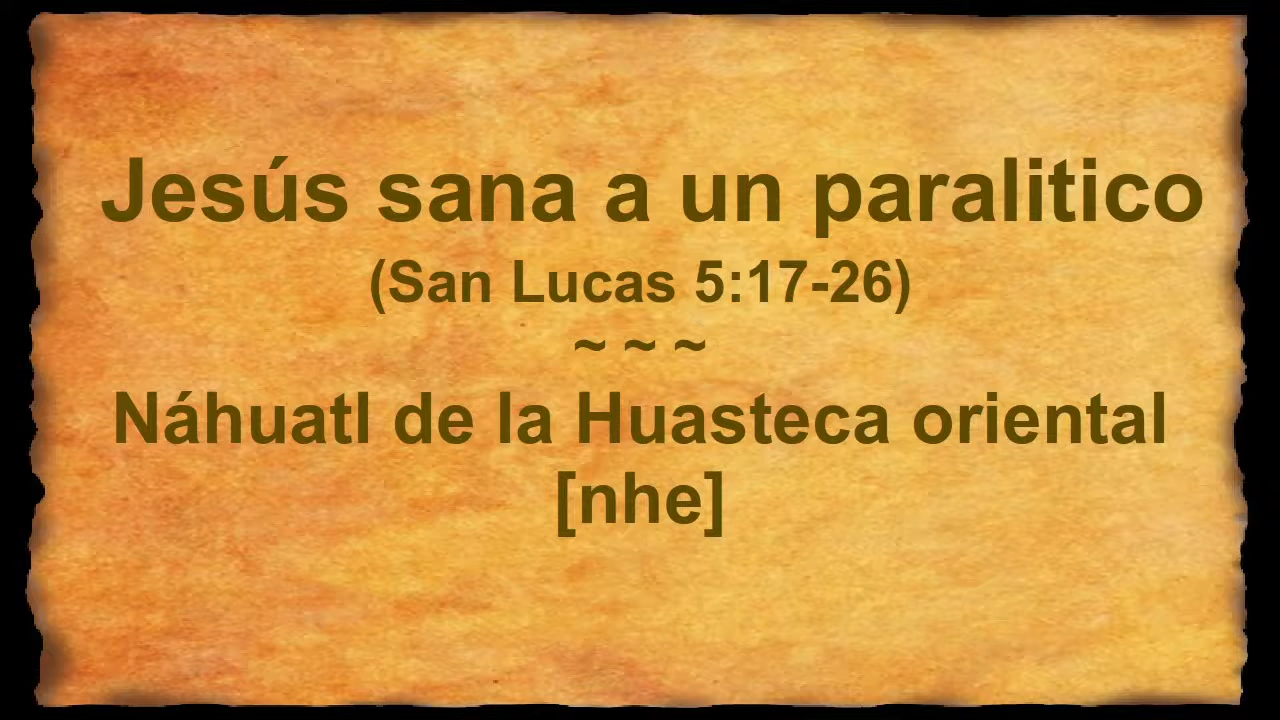 Jesús sana a un paralitico
(San Lucas 5:17-26)
~ ~ ~
Náhuatl de la Huasteca oriental
[nhe]